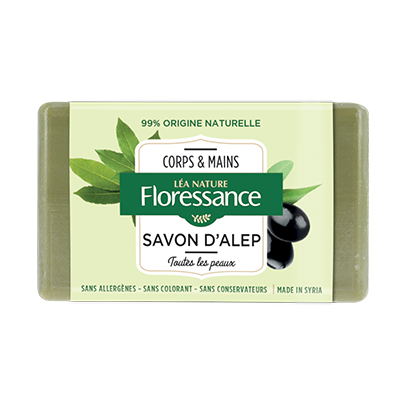 99% ORIGINE NATURELLE
CORPS & MAINS
LÉA NATURE
Floressance
SAVON D'ALEP
Toutes les peaux
SANS ALLERGÈNES - SANS COLORANT - SANS CONSERVATEURS | MADE IN SYRIA